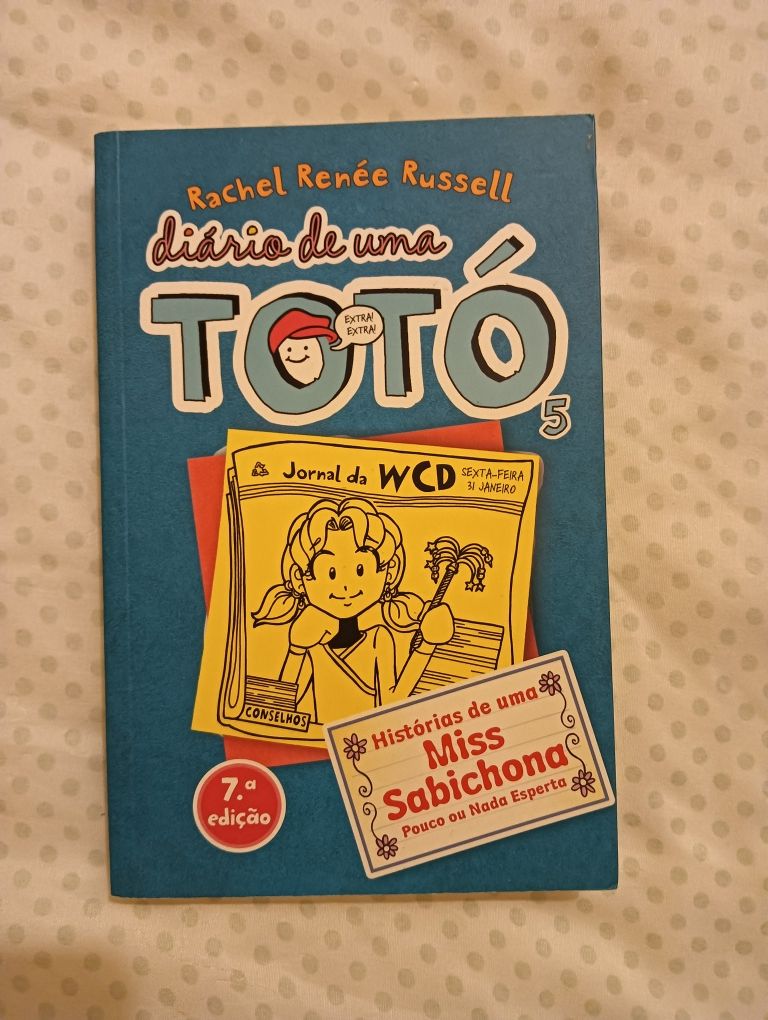 Rachel Renée Russell
diário de uma
TOTÓ
EXTRA!
EXTRA!
5
Jornal da WCD
SEXTA-FEIRA
31 JANEIRO
CONSELHOS
Histórias de uma
Miss
Sabichona
Pouco ou Nada Esperta
7.ª
edição